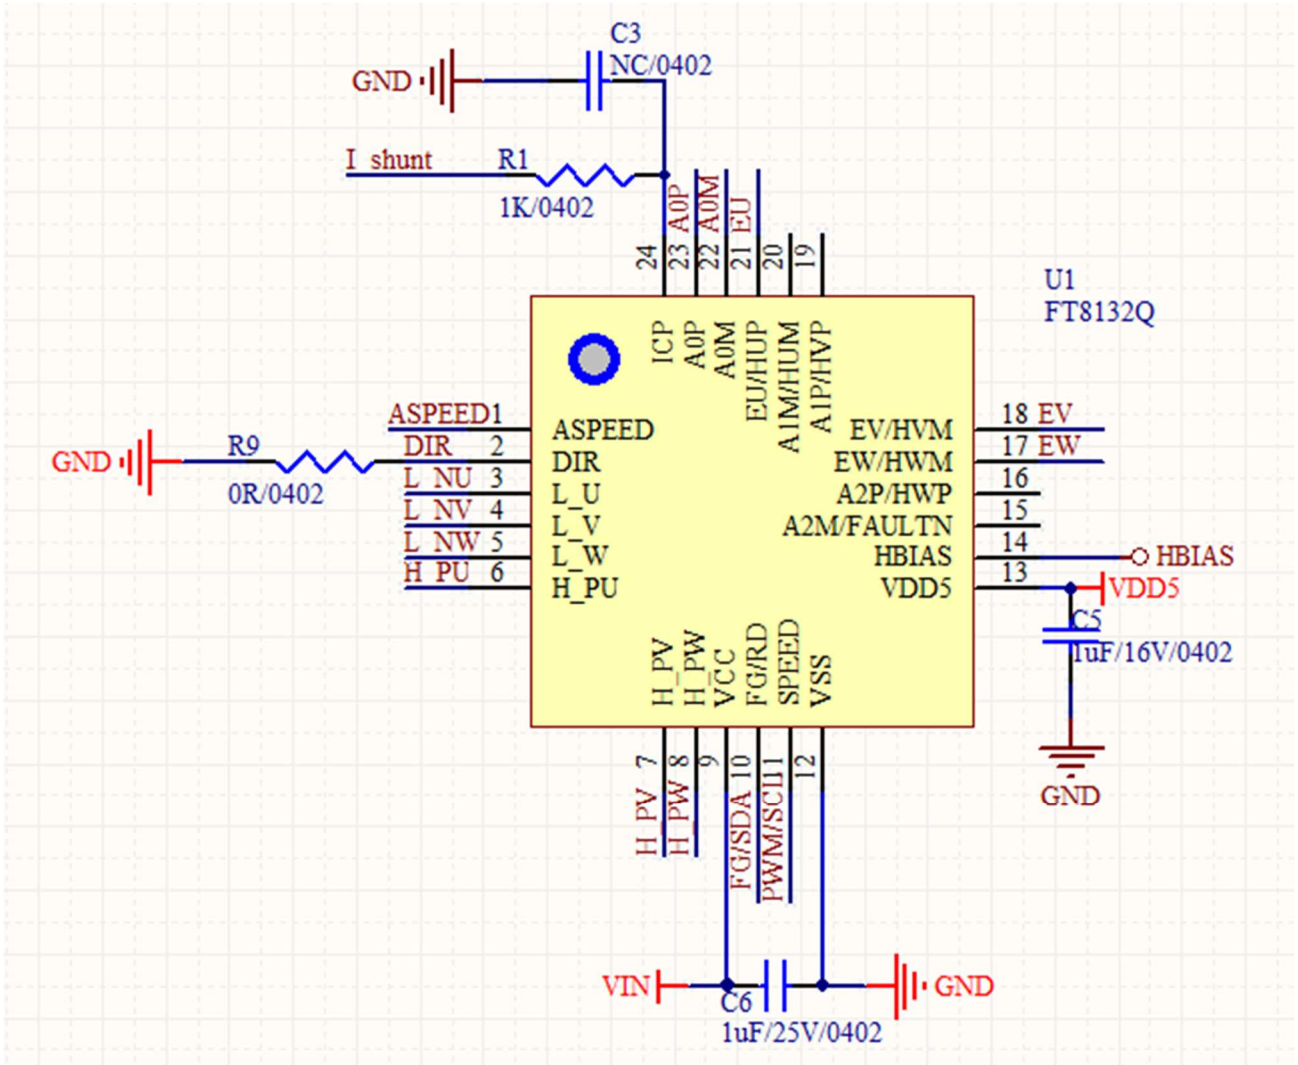 C3
NC/0402
GND
I_shunt
R1
1K/0402
A0P
A0M
EU
24
23
22
21
20
19
U1
FT8132Q
ICP
A0P
A0M
EU/HUP
A1M/HUM
A1P/HVP
ASPEED 1 ASPEED
GND
R9
0R/0402
DIR 2 DIR
L_NU 3 L_U
L_NV 4 L_V
L_NW 5 L_W
H_PU 6 H_PU
EV/HVM 18 EV
EW/HWM 17 EW
A2P/HWP 16
A2M/FAULTN 15
HBIAS 14 HBIAS
VDD5 13 VDD5
C5
1uF/16V/0402
GND
H_PV
H_PW
VCC
FG/RD
SPEED
VSS
7
8
9
10
11
12
H_PV
H_PW
FG/SDA
PWM/SCL
VIN
C6
1uF/25V/0402
GND